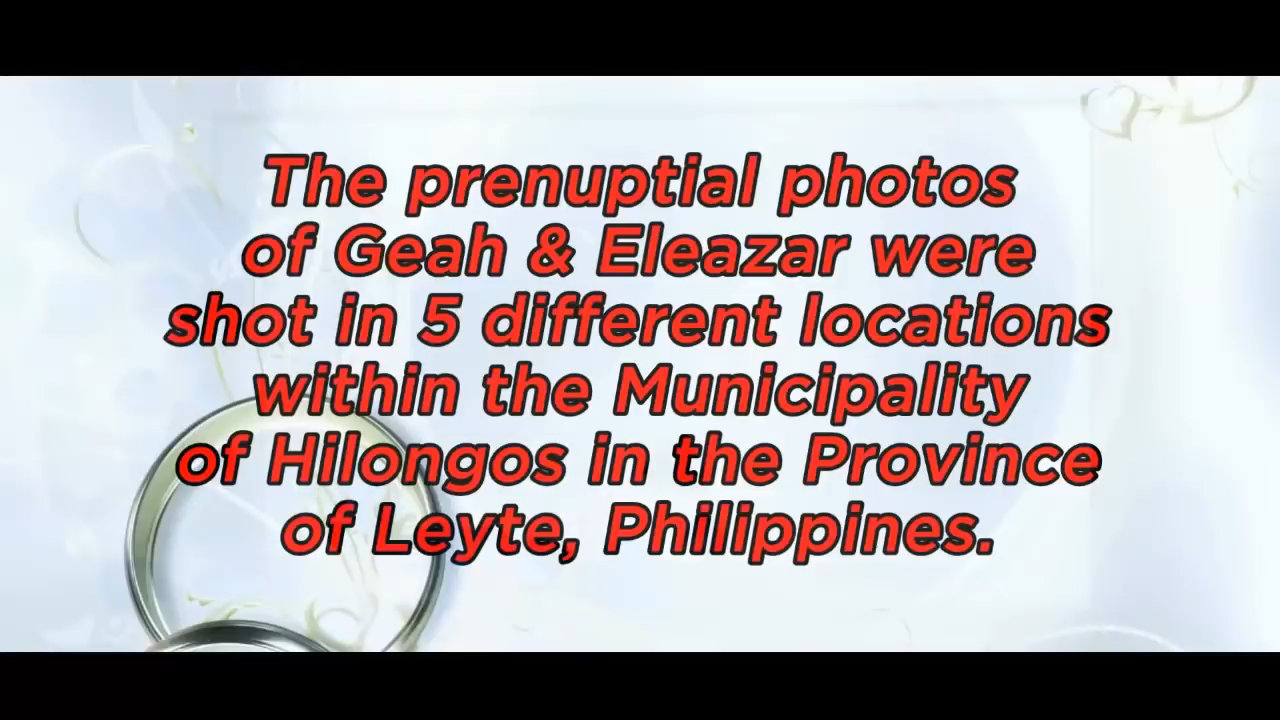 The prenuptial photos
of Geah & Eleazar were
shot in 5 different locations
within the Municipality
of Hilongos in the Province
of Leyte, Philippines.